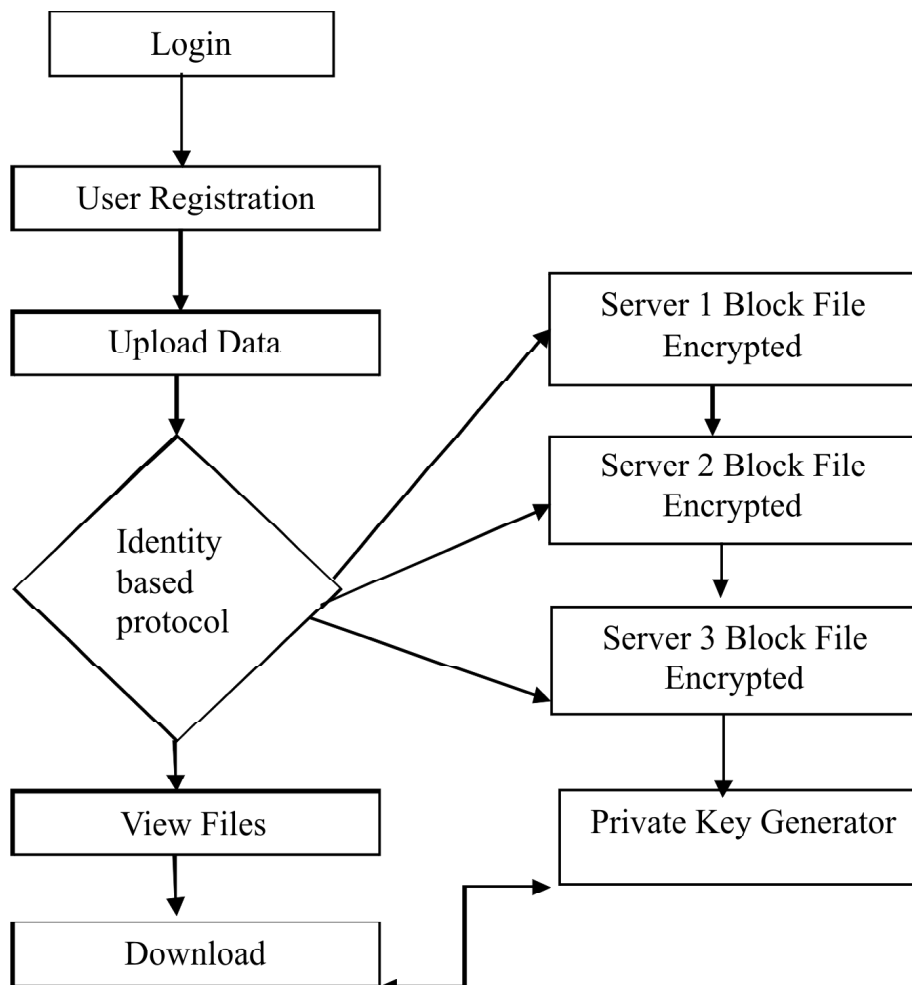 Login
User Registration
Upload Data
Identity
based
protocol
View Files
Download
Server 1 Block File
Encrypted
Server 2 Block File
Encrypted
Server 3 Block File
Encrypted
Private Key Generator